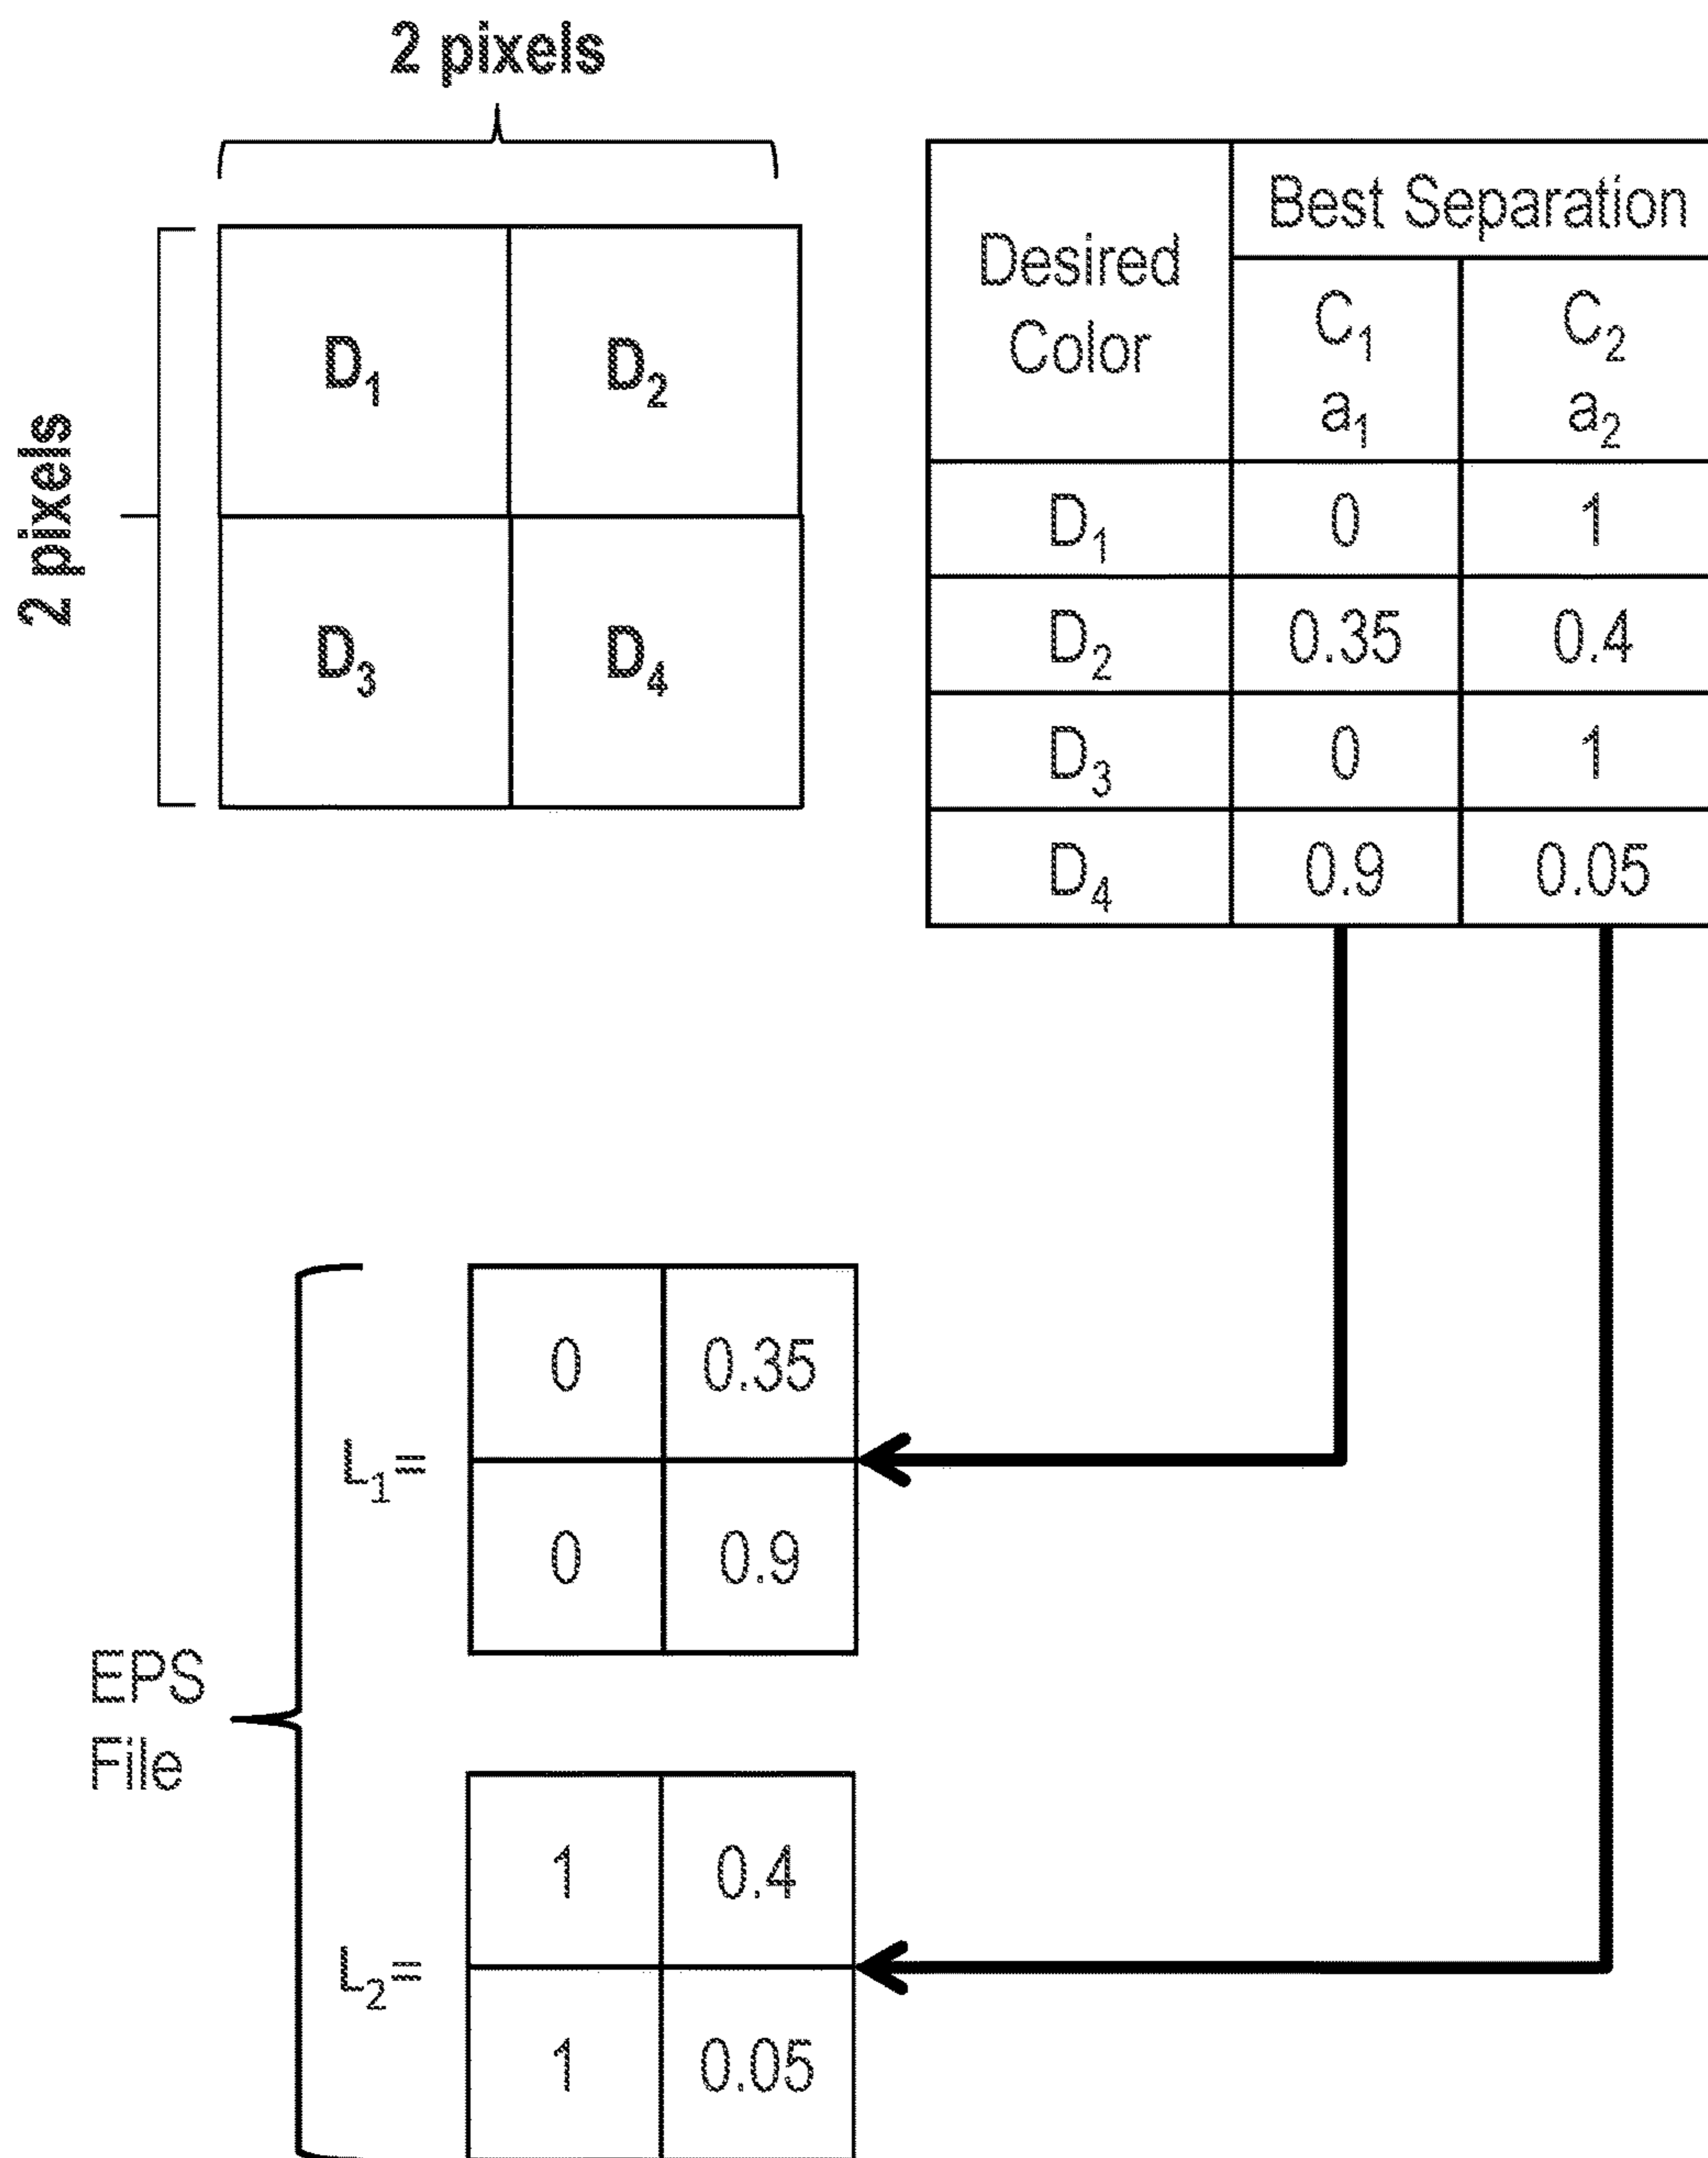 2 pixels
2 pixels
D₁ D₂
D₃ D₄
Desired Color Best Separation
C₁ a₁ C₂ a₂
D₁ 0 1
D₂ 0.35 0.4
D₃ 0 1
D₄ 0.9 0.05
EPS
File
L₁=
0 0.35
0 0.9
L₂=
1 0.4
1 0.05